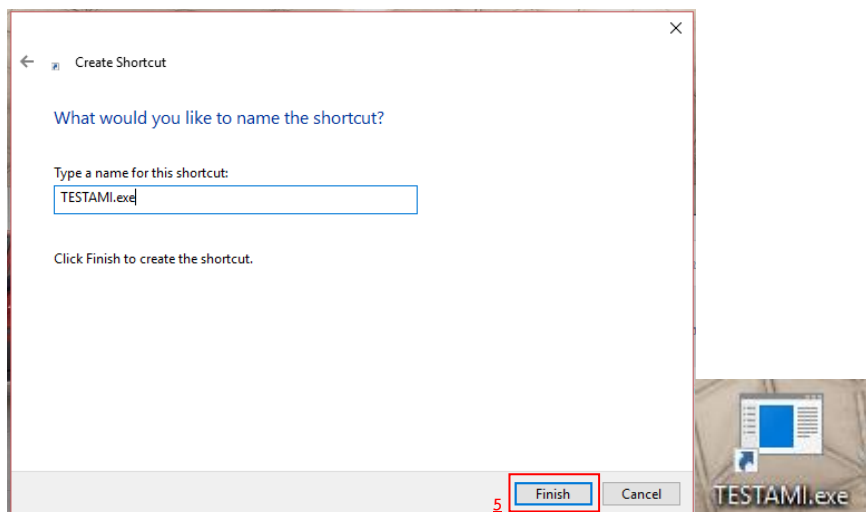 Create Shortcut
What would you like to name the shortcut?
Type a name for this shortcut:
TESTAMI.exe
Click Finish to create the shortcut.
5
Finish
Cancel
TESTAMI.exe